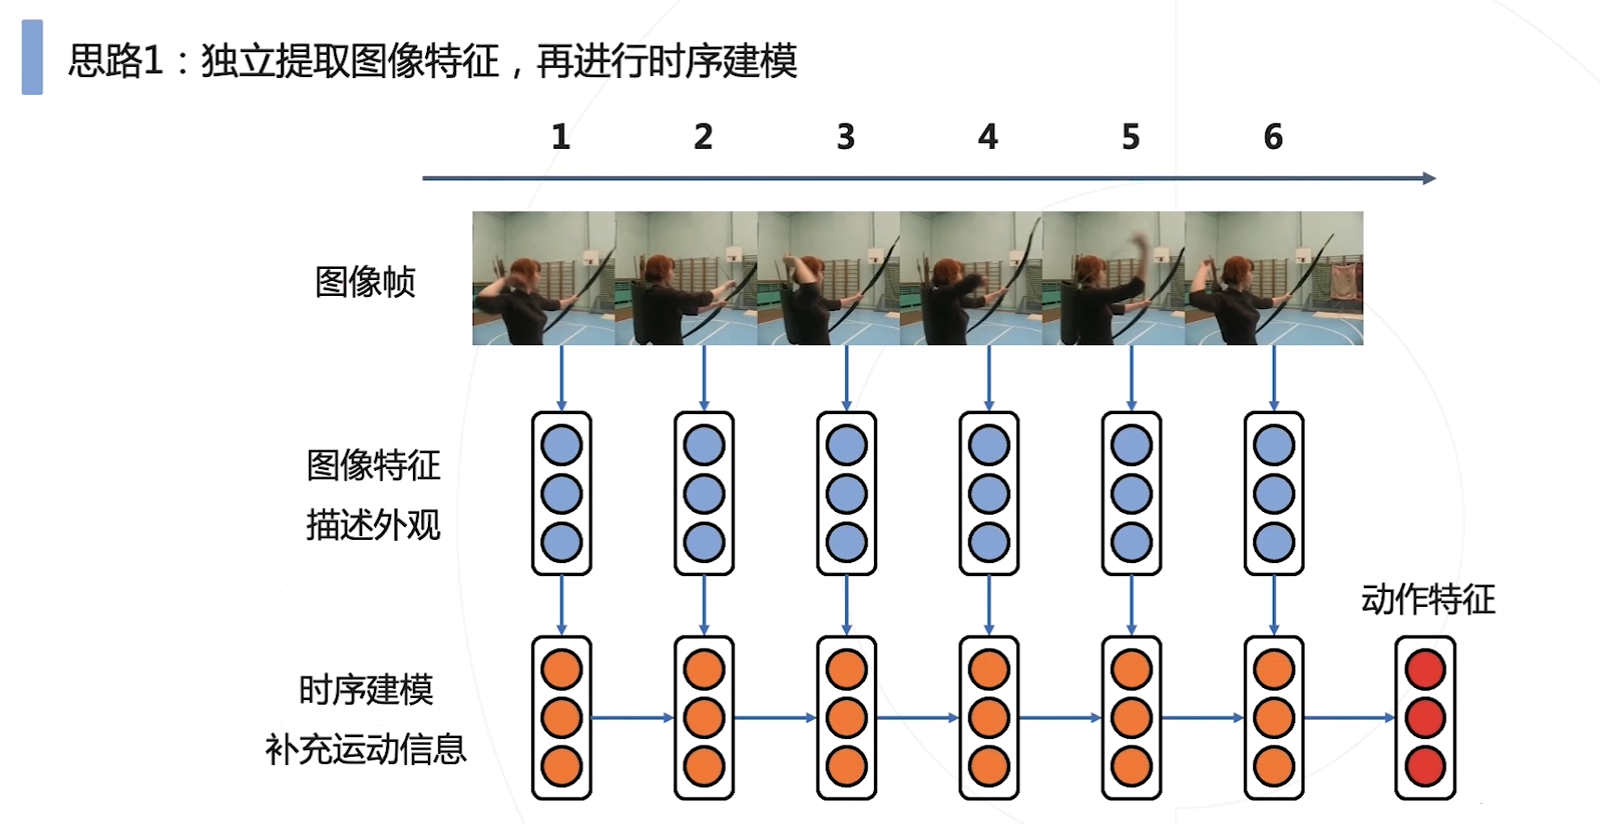 思路1：独立提取图像特征，再进行时序建模
1 2 3 4 5 6
图像帧
图像特征
描述外观
动作特征
时序建模
补充运动信息